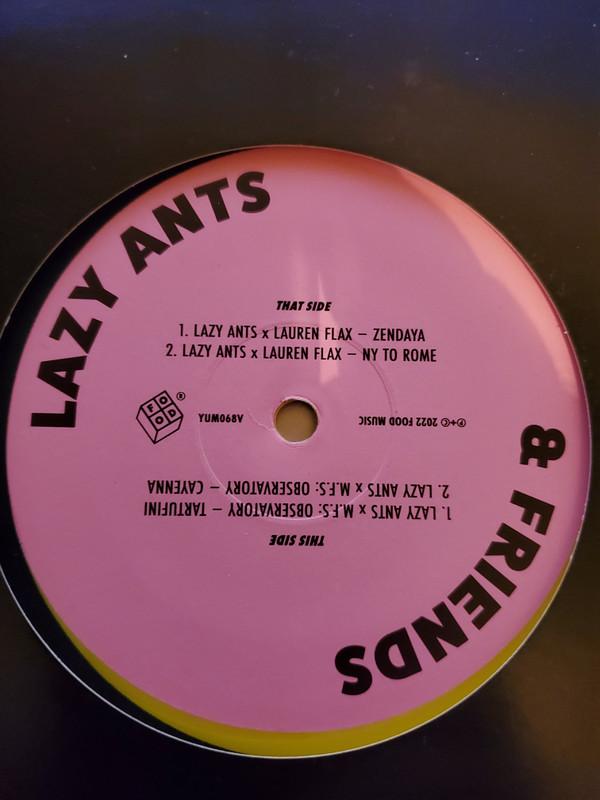 LAZY ANTS
& FRIENDS
THAT SIDE
1. LAZY ANTS x LAUREN FLAX – ZENDAYA
2. LAZY ANTS x LAUREN FLAX – NY TO ROME
FOOD®
℗+© 2022 FOOD MUSIC
YUM068A
THIS SIDE
1. LAZY ANTS x M.F.S: OBSERVATORY – TARTUFINI
2. LAZY ANTS x M.F.S: OBSERVATORY – CAYENNA